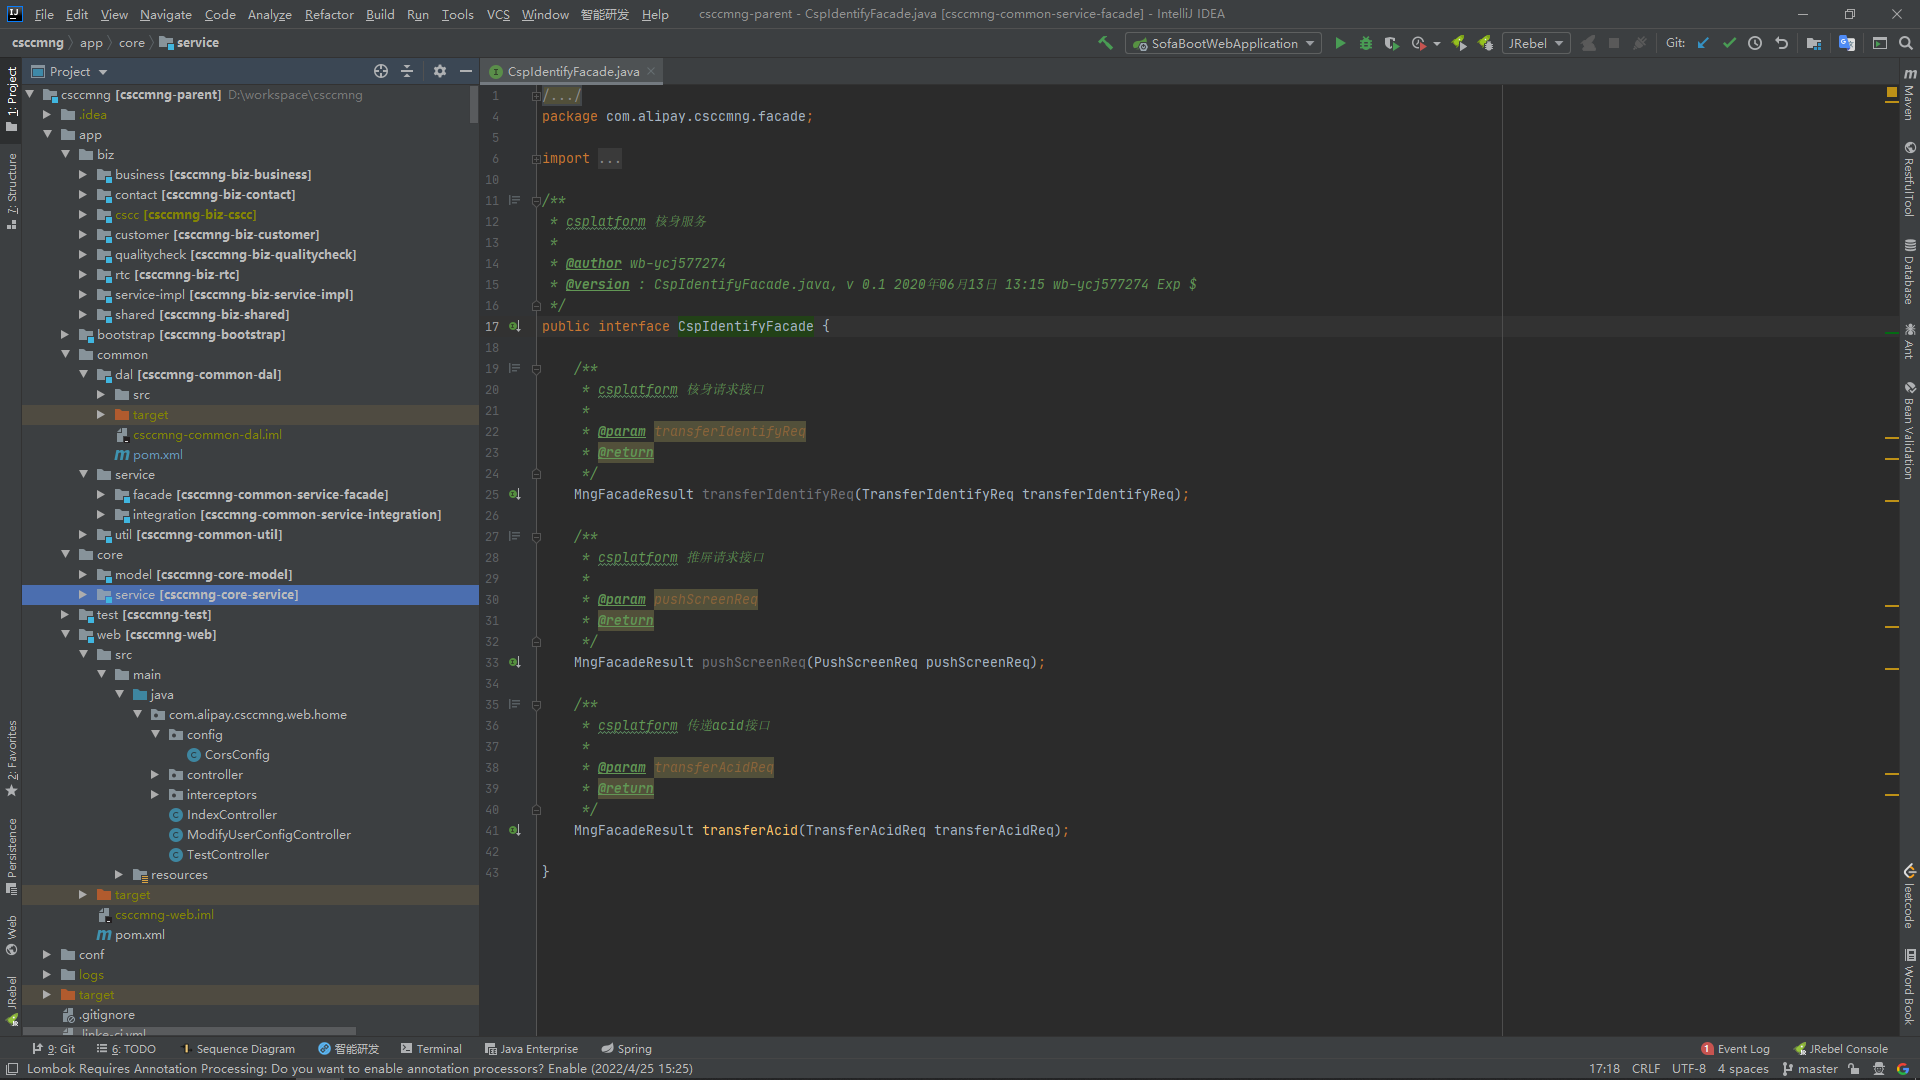 File Edit View Navigate Code Analyze Refactor Build Run Tools VCS Window 智能研发 Help csccmng-parent - CspIdentifyFacade.java [csccmng-common-service-facade] - IntelliJ IDEA
csccmng app core service SofaBootWebApplication JRebel Git:
Project
CspIdentifyFacade.java
1: Project
7: Structure
2: Favorites
Persistence
Web
JRebel
csccmng [csccmng-parent] D:\workspace\csccmng
.idea
app
biz
business [csccmng-biz-business]
contact [csccmng-biz-contact]
cscc [csccmng-biz-cscc]
customer [csccmng-biz-customer]
qualitycheck [csccmng-biz-qualitycheck]
rtc [csccmng-biz-rtc]
service-impl [csccmng-biz-service-impl]
shared [csccmng-biz-shared]
bootstrap [csccmng-bootstrap]
common
dal [csccmng-common-dal]
src
target
csccmng-common-dal.iml
pom.xml
service
facade [csccmng-common-service-facade]
integration [csccmng-common-service-integration]
util [csccmng-common-util]
core
model [csccmng-core-model]
service [csccmng-core-service]
test [csccmng-test]
web [csccmng-web]
src
main
java
com.alipay.csccmng.web.home
config
CorsConfig
controller
interceptors
IndexController
ModifyUserConfigController
TestController
resources
target
csccmng-web.iml
pom.xml
conf
logs
target
.gitignore
1 /.../
4 package com.alipay.csccmng.facade;
5
6 import ...
10
11 /**
12 * csplatform 核身服务
13 *
14 * @author wb-ycj577274
15 * @version : CspIdentifyFacade.java, v 0.1 2020年06月13日 13:15 wb-ycj577274 Exp $
16 */
17 public interface CspIdentifyFacade {
18
19 /**
20 * csplatform 核身请求接口
21 *
22 * @param transferIdentifyReq
23 * @return
24 */
25 MngFacadeResult transferIdentifyReq(TransferIdentifyReq transferIdentifyReq);
26
27 /**
28 * csplatform 推屏请求接口
29 *
30 * @param pushScreenReq
31 * @return
32 */
33 MngFacadeResult pushScreenReq(PushScreenReq pushScreenReq);
34
35 /**
36 * csplatform 传递acid接口
37 *
38 * @param transferAcidReq
39 * @return
40 */
41 MngFacadeResult transferAcid(TransferAcidReq transferAcidReq);
42
43 }
Maven
RestfulTool
Database
Ant
Bean Validation
leetcode
Word Book
9: Git 6: TODO Sequence Diagram 智能研发 Terminal Java Enterprise Spring 1 Event Log JRebel Console
Lombok Requires Annotation Processing: Do you want to enable annotation processors? Enable (2022/4/25 15:25) 17:18 CRLF UTF-8 4 spaces master